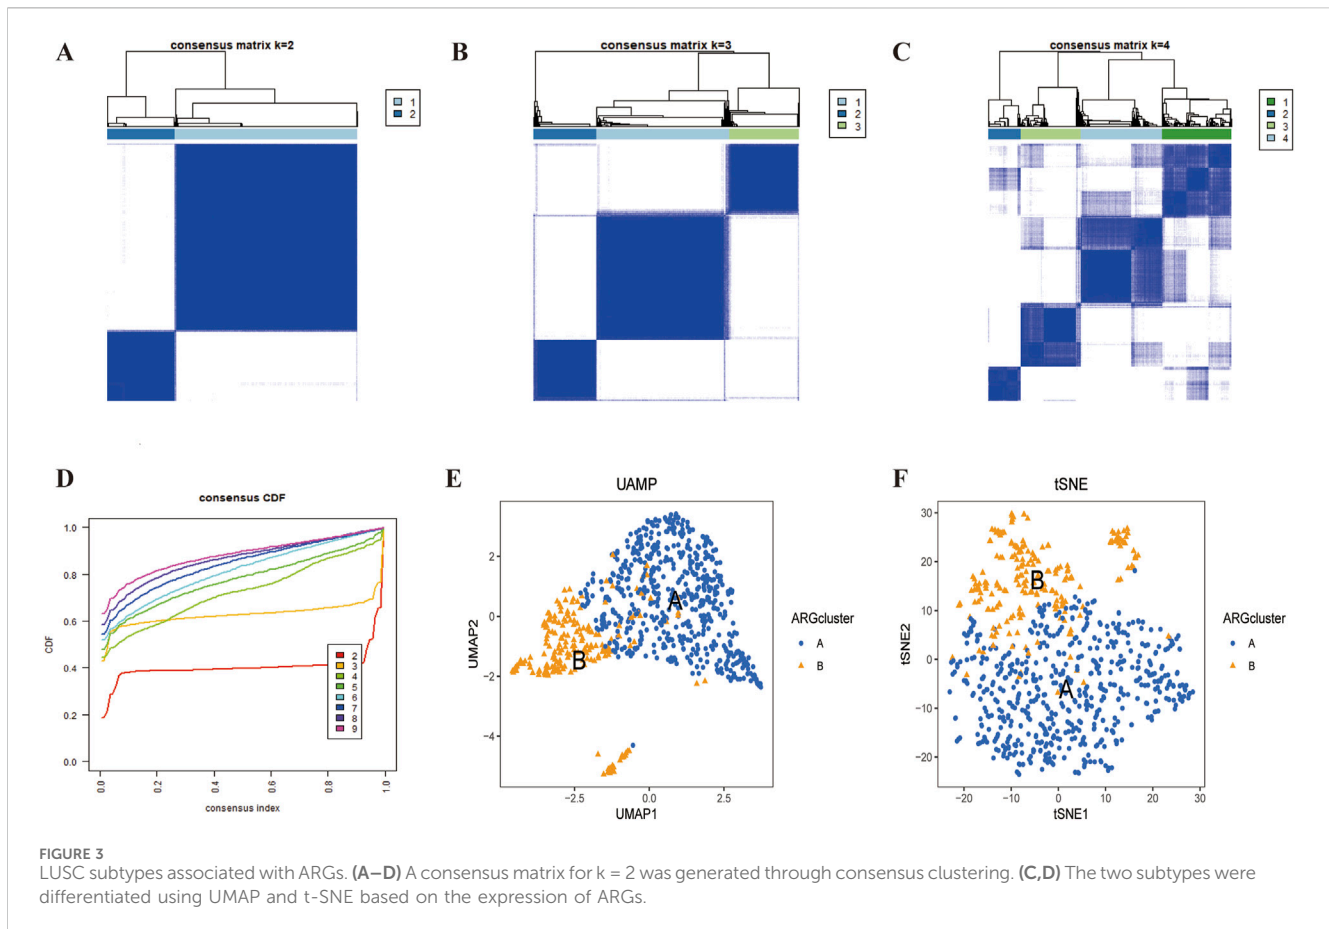 A
consensus matrix k=2
1
2
B
consensus matrix k=3
1
2
3
C
consensus matrix k=4
1
2
3
4
D
consensus CDF
1.0
0.8
0.6
0.4
0.2
0.0
CDF
2
3
4
5
6
7
8
9
0.0
0.2
0.4
0.6
0.8
1.0
consensus index
E
UAMP
2
0
−2
−4
UMAP2
A
B
−2.5
0.0
2.5
UMAP1
ARGcluster
A
B
F
tSNE
30
20
10
0
−10
−20
tSNE2
B
A
−20
−10
0
10
20
30
tSNE1
ARGcluster
A
B
FIGURE 3
LUSC subtypes associated with ARGs. (A–D) A consensus matrix for k = 2 was generated through consensus clustering. (C,D) The two subtypes were
differentiated using UMAP and t-SNE based on the expression of ARGs.